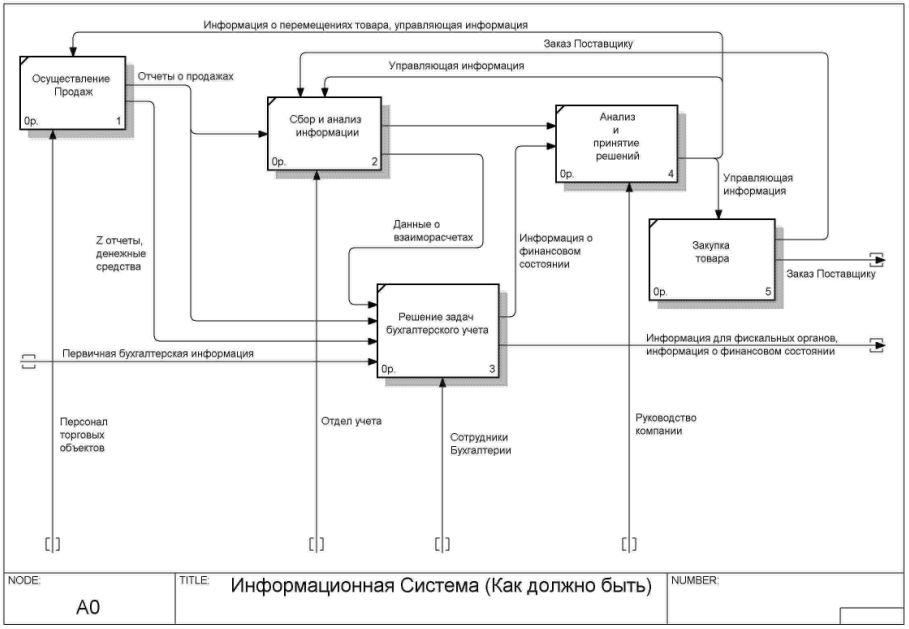 Информация о перемещениях товара, управляющая информация
Заказ Поставщику
Управляющая информация
Осуществление
Продаж
0р.
1
Отчеты о продажах
Сбор и анализ
информации
0р.
2
Анализ
и
принятие
решений
0р.
4
Управляющая
информация
Z отчеты,
денежные
средства
Данные о
взаиморасчетах
Информация о
финансовом
состоянии
Закупка
товара
0р.
5
Заказ Поставщику
Решение задач
бухгалтерского учета
0р.
3
Первичная бухгалтерская информация
Информация для фискальных органов,
информация о финансовом состоянии
Персонал
торговых
объектов
Отдел учета
Сотрудники
Бухгалтерии
Руководство
компании
NODE:
A0
TITLE:
Информационная Система (Как должно быть)
NUMBER: